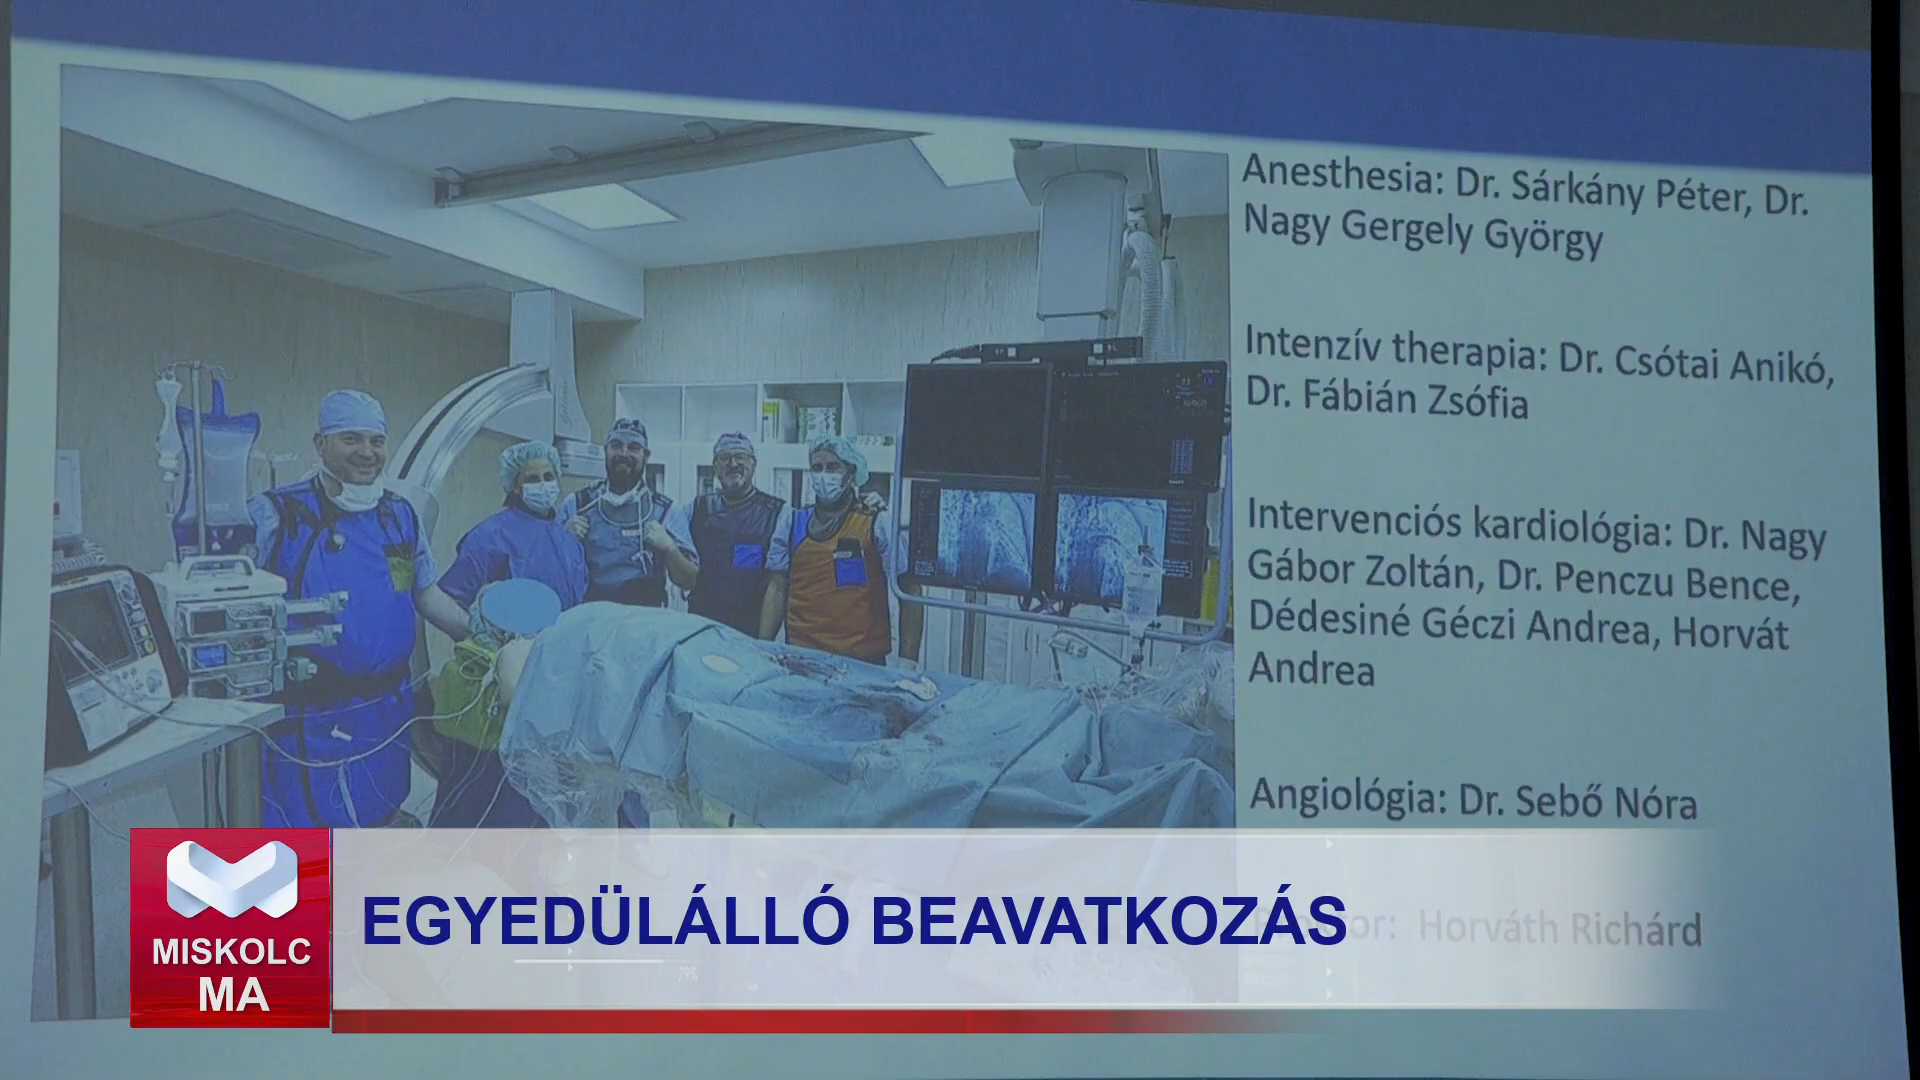 Anesthesia: Dr. Sárkány Péter, Dr.
Nagy Gergely György
Intenzív therapia: Dr. Csótai Anikó,
Dr. Fábián Zsófia
Intervenciós kardiológia: Dr. Nagy
Gábor Zoltán, Dr. Penczu Bence,
Dédesiné Géczi Andrea, Horvát
Andrea
Angiológia: Dr. Sebő Nóra
Horváth Richárd
EGYEDÜLÁLLÓ BEAVATKOZÁS
MISKOLC
MA